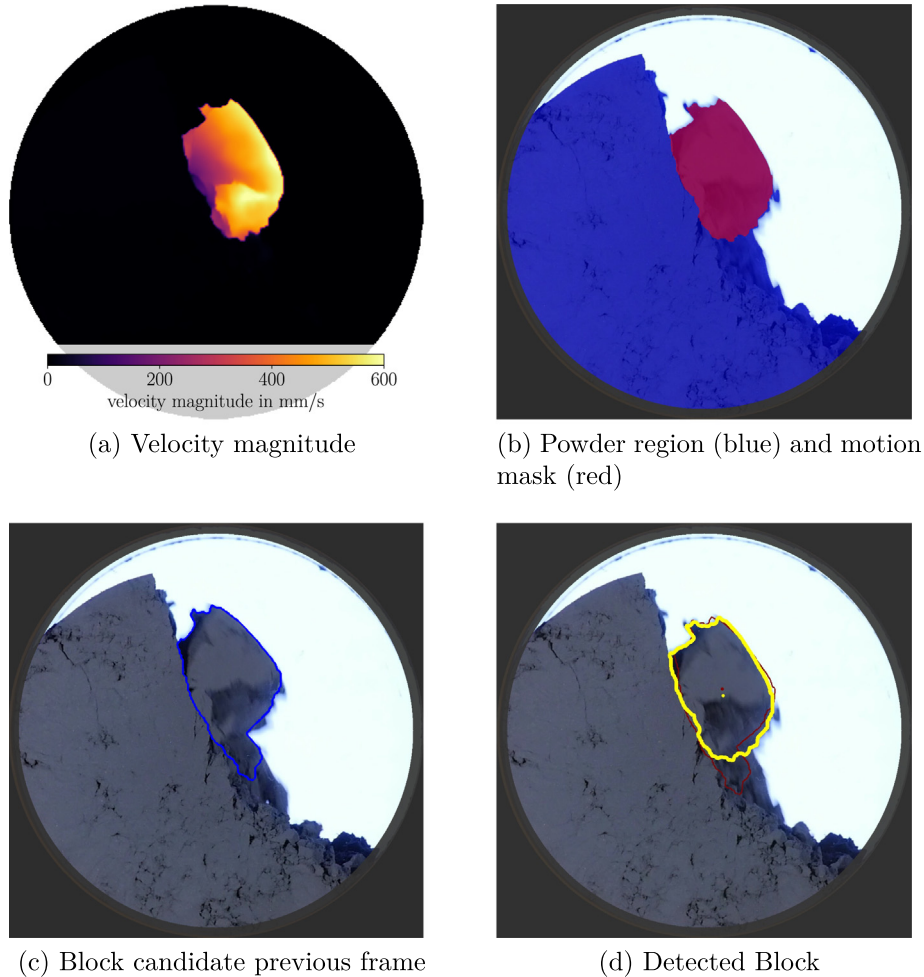 0 200 400 600
velocity magnitude in mm/s
(a) Velocity magnitude
(b) Powder region (blue) and motion
mask (red)
(c) Block candidate previous frame
(d) Detected Block